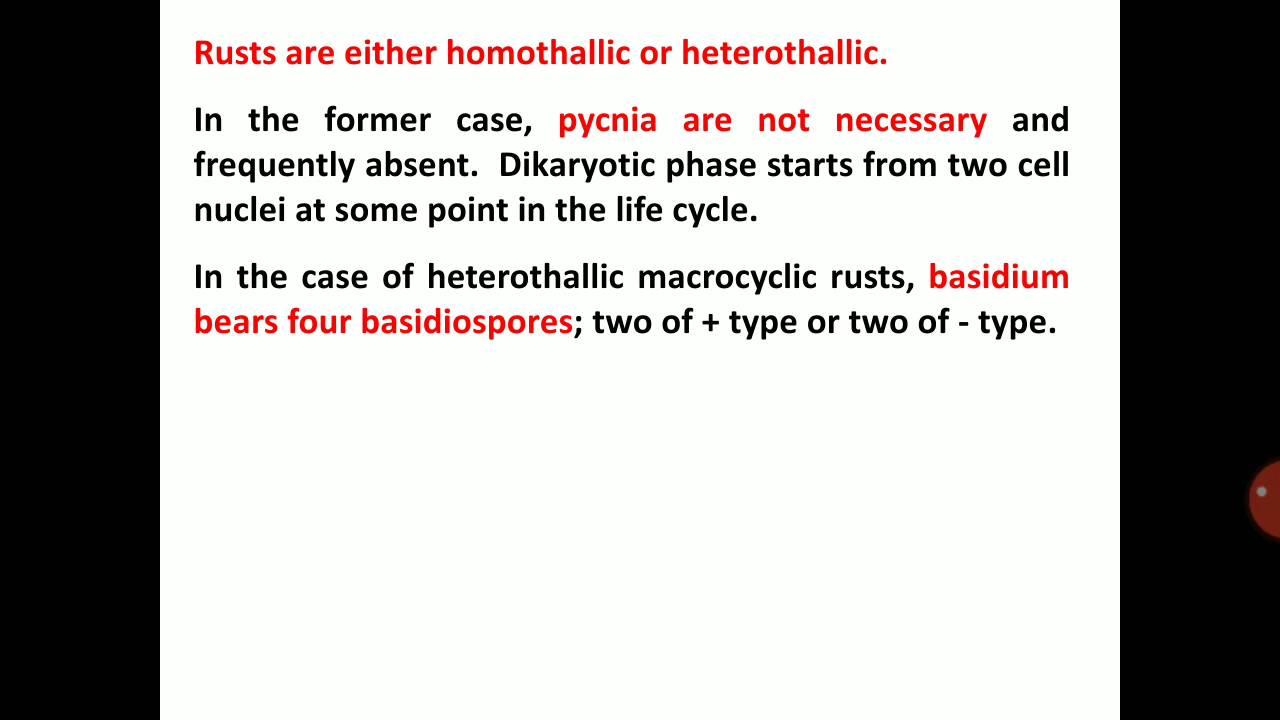 Rusts are either homothallic or heterothallic.
In the former case, pycnia are not necessary and
frequently absent.  Dikaryotic phase starts from two cell
nuclei at some point in the life cycle.
In the case of heterothallic macrocyclic rusts, basidium
bears four basidiospores; two of + type or two of - type.